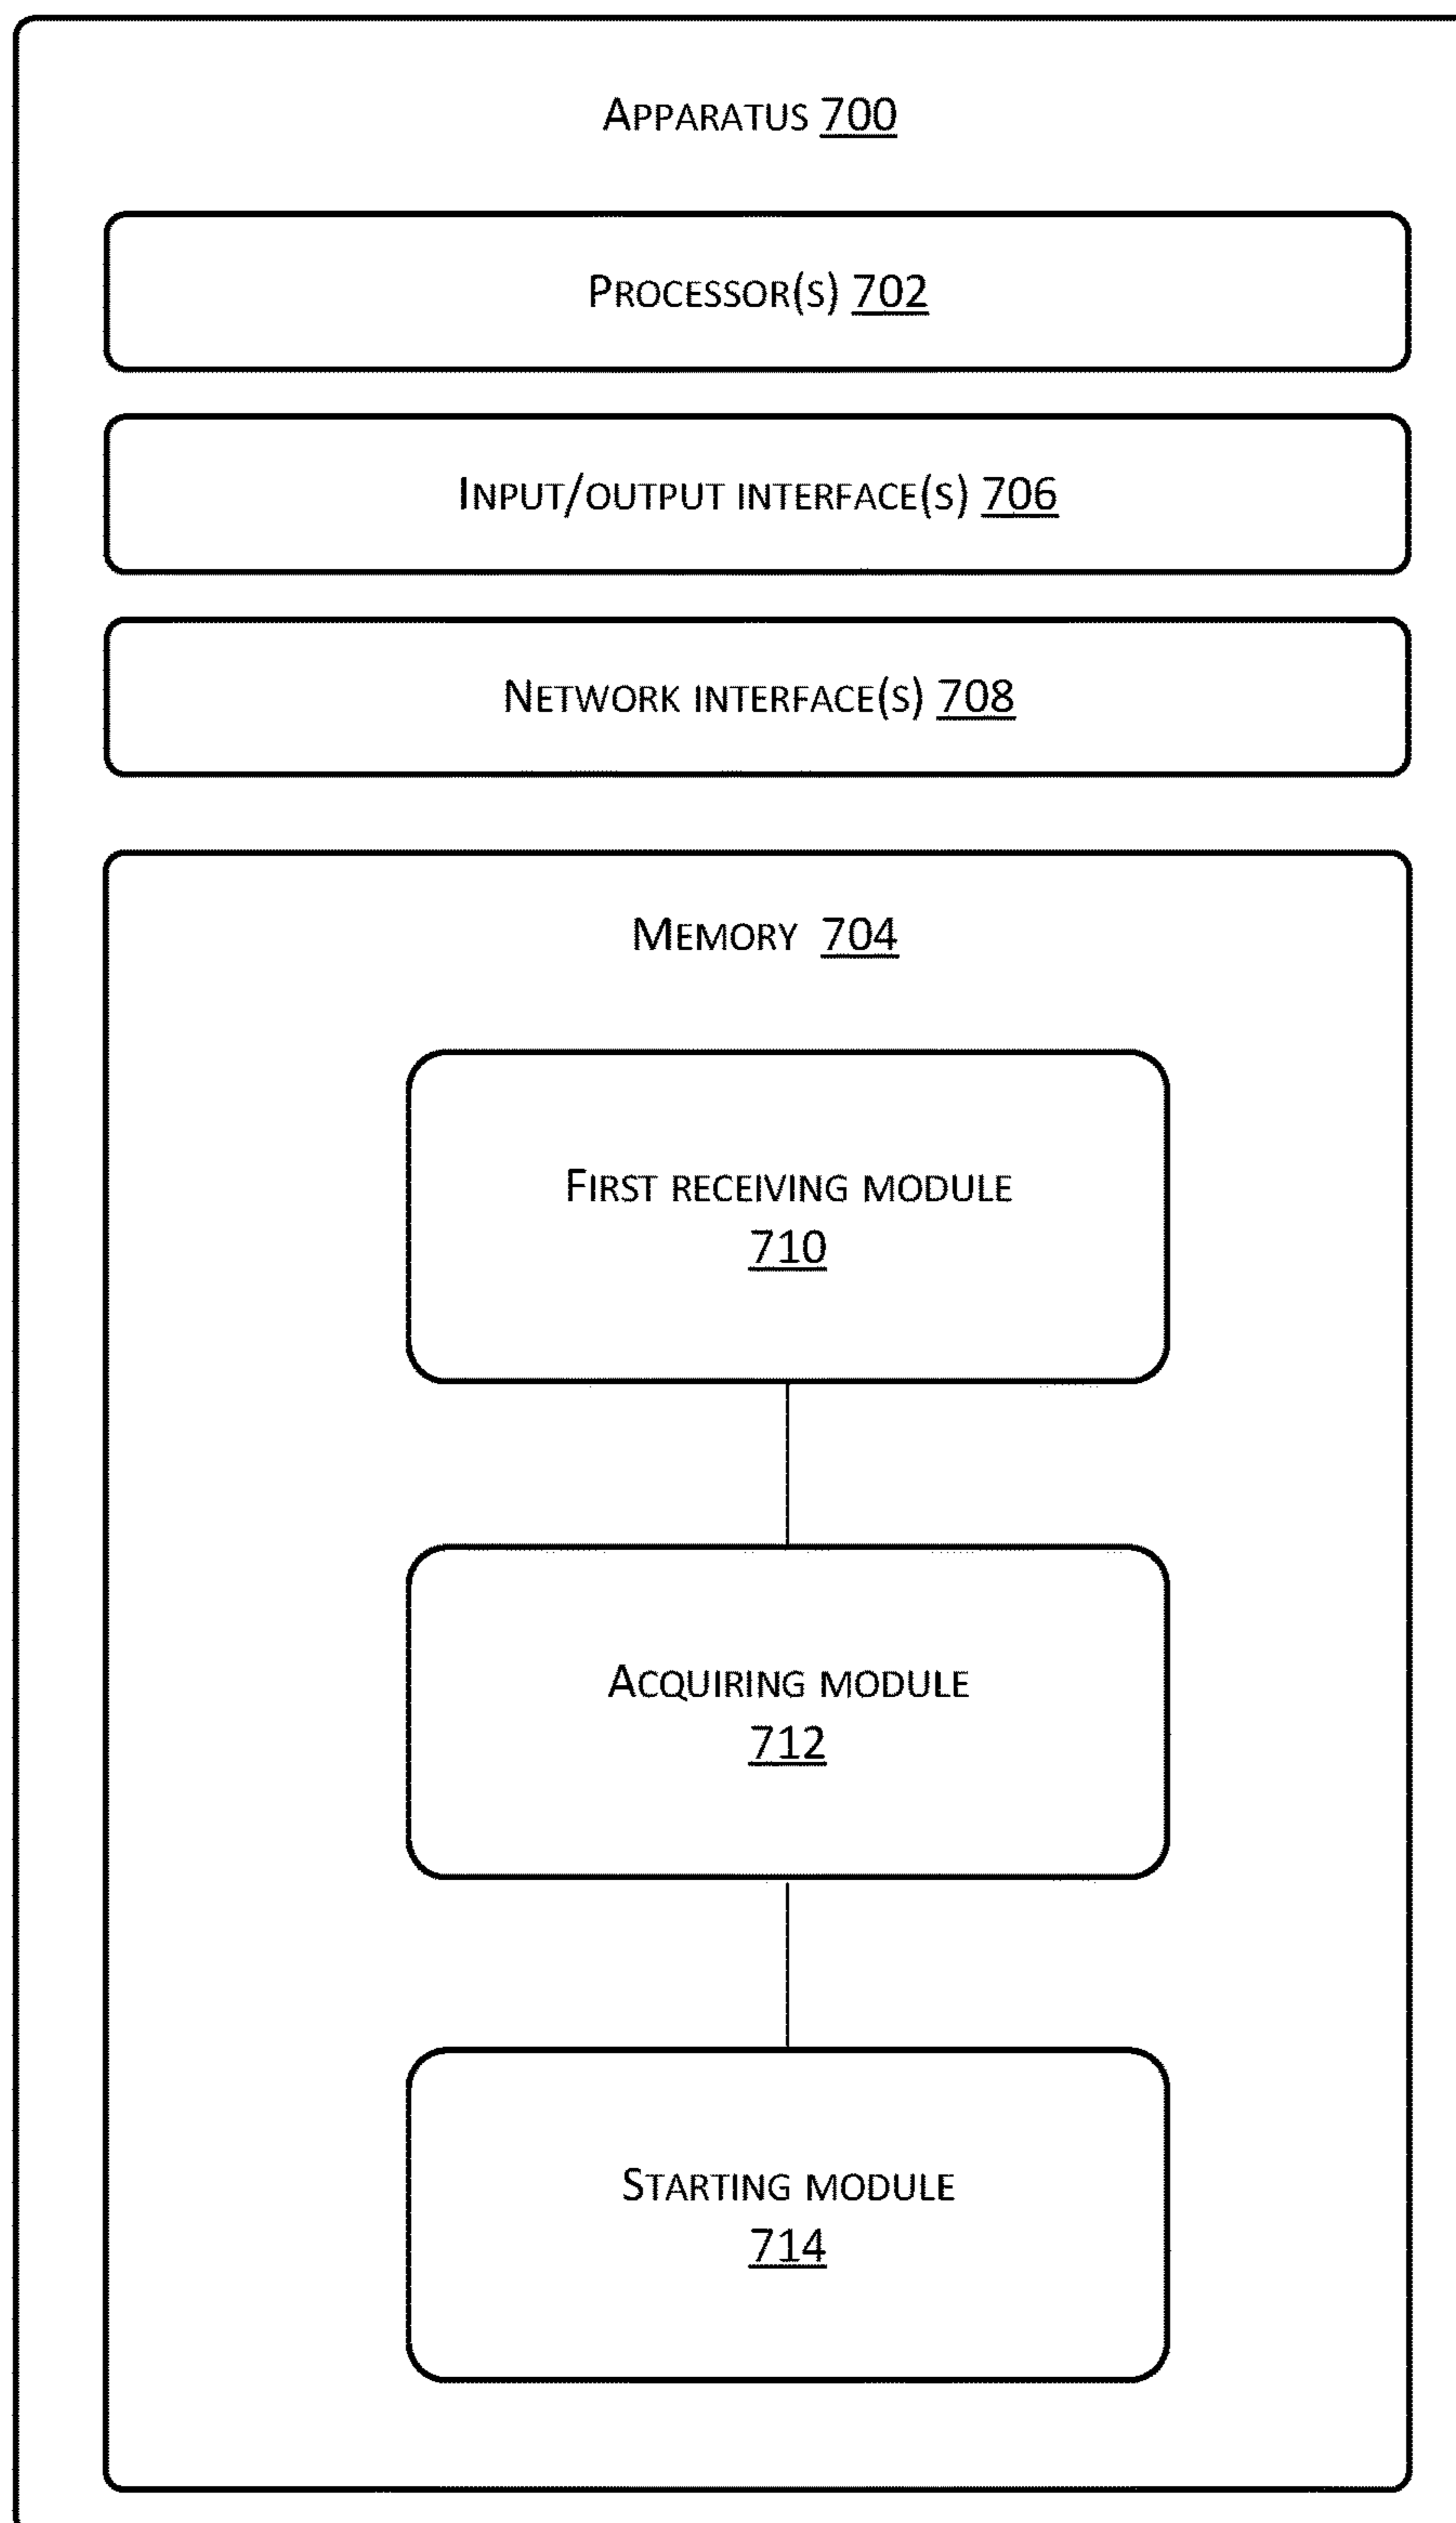 APPARATUS 700
PROCESSOR(S) 702
INPUT/OUTPUT INTERFACE(S) 706
NETWORK INTERFACE(S) 708
MEMORY 704
FIRST RECEIVING MODULE
710
ACQUIRING MODULE
712
STARTING MODULE
714